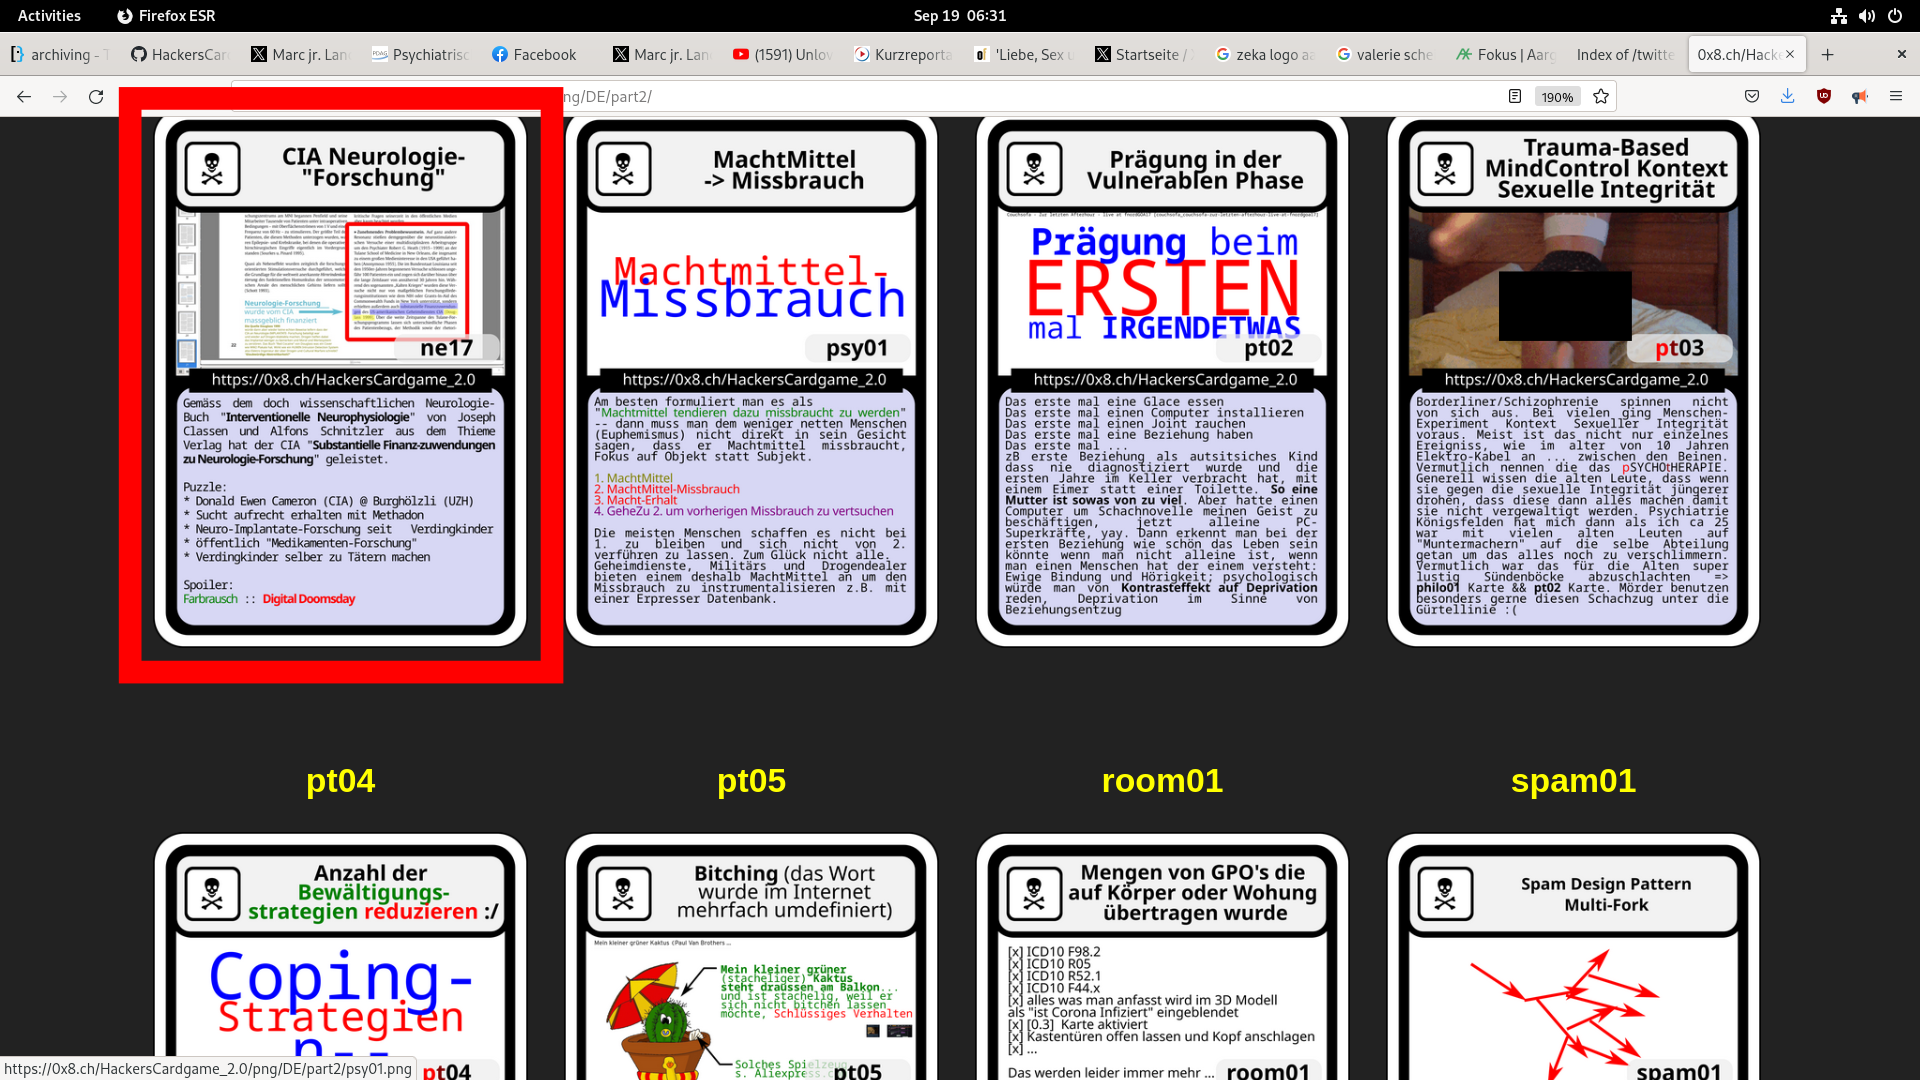 Activities
Firefox ESR
Sep 19 06:31
archiving - T
HackersCar
Marc jr. Lan
Psychiatrisc
Facebook
Marc jr. Lan
(1591) Unlov
Kurzreporta
'Liebe, Sex u
Startseite / X
zeka logo aa
valerie sche
Fokus | Aarg
Index of /twitte
0x8.ch/Hacke
ng/DE/part2/
190%
CIA Neurologie-
"Forschung"
Neurologie-Forschung
wurde vom CIA
massgeblich finanziert
ne17
https://0x8.ch/HackersCardgame_2.0
Gemäss dem doch wissenschaftlichen Neurologie-
Buch "Interventionelle Neurophysiologie" von Joseph
Classen und Alfons Schnitzler aus dem Thieme
Verlag hat der CIA "Substantielle Finanz-zuwendungen
zu Neurologie-Forschung" geleistet.
Puzzle:
* Donald Ewen Cameron (CIA) @ Burghölzli (UZH)
* Sucht aufrecht erhalten mit Methadon
* Neuro-Implantate-Forschung seit Verdingkinder
* öffentlich "Medikamenten-Forschung"
* Verdingkinder selber zu Tätern machen
Spoiler:
Farbrausch :: Digital Doomsday
MachtMittel
-> Missbrauch
Machtmittel-
Missbrauch
psy01
https://0x8.ch/HackersCardgame_2.0
Am besten formuliert man es als
"Machtmittel tendieren dazu missbraucht zu werden"
-- dann muss man dem weniger netten Menschen
(Euphemismus) nicht direkt in sein Gesicht
sagen, dass er Machtmittel missbraucht,
Fokus auf Objekt statt Subjekt.
1. MachtMittel
2. MachtMittel-Missbrauch
3. Macht-Erhalt
4. GeheZu 2. um vorherigen Missbrauch zu vertsuchen
Die meisten Menschen schaffen es nicht bei
1. zu bleiben und sich nicht von 2.
verführen zu lassen. Zum Glück nicht alle.
Geheimdienste, Militärs und Drogendealer
bieten einem deshalb MachtMittel an um den
Missbrauch zu instrumentalisieren z.B. mit
einer Erpresser Datenbank.
Prägung in der
Vulnerablen Phase
Couchsofa - Zur letzten Afterhour - live at fnordGOA17 [couchsofa_couchsofa-zur-letzten-afterhour-live-at-fnordgoa17]
Prägung beim
ERSTEN
mal IRGENDETWAS
pt02
https://0x8.ch/HackersCardgame_2.0
Das erste mal eine Glace essen
Das erste mal einen Computer installieren
Das erste mal einen Joint rauchen
Das erste mal eine Beziehung haben
Das erste mal ...
zB erste Beziehung als autsitsiches Kind
dass nie diagnostiziert wurde und die
ersten Jahre im Keller verbracht hat, mit
einem Eimer statt einer Toilette. So eine
Mutter ist sowas von zu viel. Aber hatte einen
Computer um Schachnovelle meinen Geist zu
beschäftigen, jetzt alleine PC-
Superkräfte, yay. Dann erkennt man bei der
ersten Beziehung wie schön das Leben sein
könnte wenn man nicht alleine ist, wenn
man einen Menschen hat der einem versteht:
Ewige Bindung und Hörigkeit; psychologisch
würde man von Kontrasteffekt auf Deprivation
reden, Deprivation im Sinne von
Beziehungsentzug
Trauma-Based
MindControl Kontext
Sexuelle Integrität
pt03
https://0x8.ch/HackersCardgame_2.0
Borderliner/Schizophrenie spinnen nicht
von sich aus. Bei vielen ging Menschen-
Experiment Kontext Sexueller Integrität
voraus. Meist ist das nicht nur einzelnes
Ereigniss, wie im alter von 10 Jahren
Elektro-Kabel an ... zwischen den Beinen.
Vermutlich nennen die das pSYCHOtHERAPIE.
Generell wissen die alten Leute, dass wenn
sie gegen die sexuelle Integrität jüngerer
drohen, dass diese dann alles machen damit
sie nicht vergewaltigt werden. Psychiatrie
Königsfelden hat mich dann als ich ca 25
war mit vielen alten Leuten auf
"Muntermachern" auf die selbe Abteilung
getan um das alles noch zu verschlimmern.
Vermutlich war das für die Alten super
lustig Sündenböcke abzuschlachten =>
philo01 Karte && pt02 Karte. Mörder benutzen
besonders gerne diesen Schachzug unter die
Gürtellinie :(
pt04
pt05
room01
spam01
Anzahl der
Bewältigungs-
strategien reduzieren :/
Coping-
Strategien
n--
pt04
Bitching (das Wort
wurde im Internet
mehrfach umdefiniert)
Mein kleiner grüner Kaktus (Paul Van Brothers ...
Mein kleiner grüner
(stacheliger) Kaktus
steht draussen am Balkon...
und ist stachelig, weil er
sich nicht bitchen lassen
möchte, Schlüssiges Verhalten
Solches Spielzeug
s. Aliexpress.c
pt05
Mengen von GPO's die
auf Körper oder Wohung
übertragen wurde
[x] ICD10 F98.2
[x] ICD10 R05
[x] ICD10 R52.1
[x] ICD10 F44.x
[x] alles was man anfasst wird im 3D Modell
als "ist Corona Infiziert" eingeblendet
[x] [0.3] Karte aktiviert
[x] Kastentüren offen lassen und Kopf anschlagen
[x] ...
Das werden leider immer mehr ...
room01
Spam Design Pattern
Multi-Fork
spam01
https://0x8.ch/HackersCardgame_2.0/png/DE/part2/psy01.png